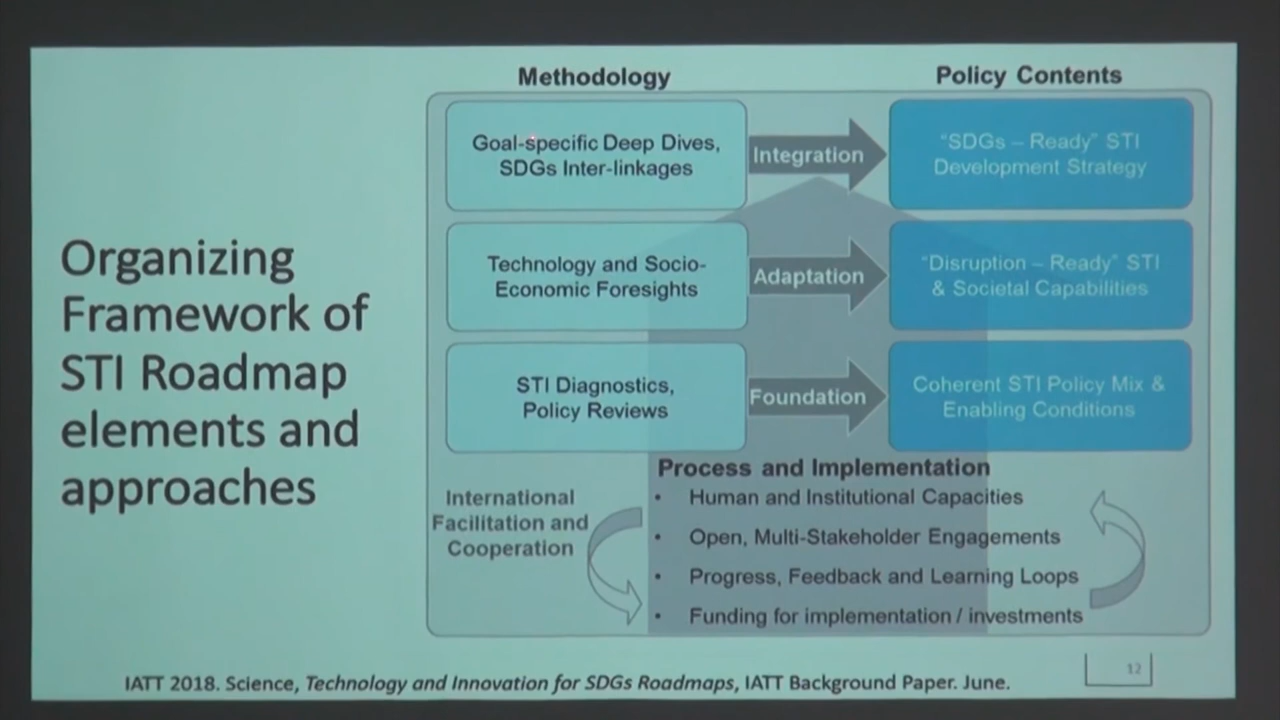 Organizing
Framework of
STI Roadmap
elements and
approaches
Methodology
Policy Contents
Goal-specific Deep Dives,
SDGs Inter-linkages
Integration
“SDGs – Ready” STI
Development Strategy
Technology and Socio-
Economic Foresights
Adaptation
“Disruption – Ready” STI
& Societal Capabilities
STI Diagnostics,
Policy Reviews
Foundation
Coherent STI Policy Mix &
Enabling Conditions
International
Facilitation and
Cooperation
Process and Implementation
• Human and Institutional Capacities
• Open, Multi-Stakeholder Engagements
• Progress, Feedback and Learning Loops
• Funding for implementation / investments
IATT 2018. Science, Technology and Innovation for SDGs Roadmaps, IATT Background Paper. June.
12